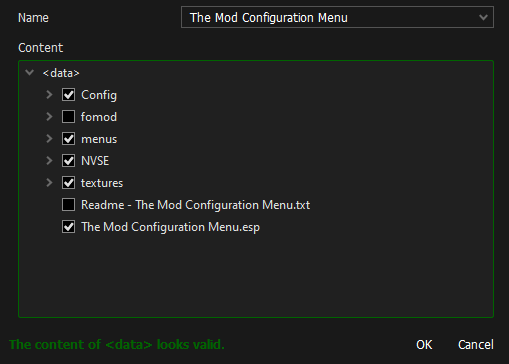 Name The Mod Configuration Menu
Content
<data>
Config
fomod
menus
NVSE
textures
Readme - The Mod Configuration Menu.txt
The Mod Configuration Menu.esp
The content of <data> looks valid. OK Cancel